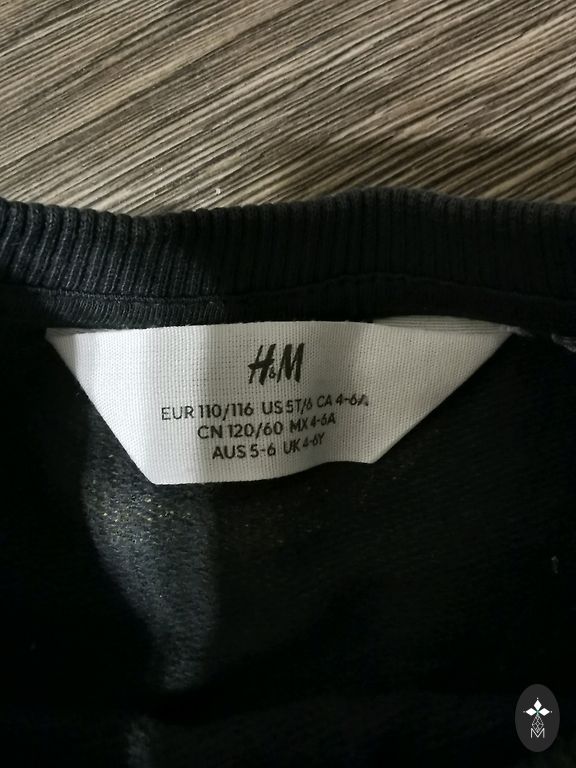 H&M
EUR 110/116 US 5T/6 CA 4-6A
CN 120/60 MX 4-6A
AUS 5-6 UK 4-6Y
M